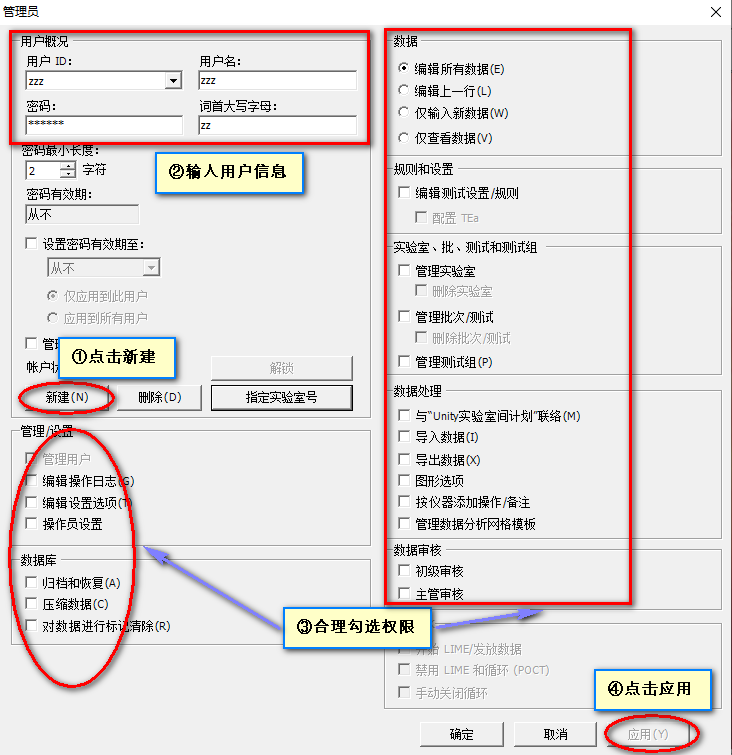 管理员
用户概况
用户 ID:
用户名:
zzz
zzz
密码:
词首大写字母:
******
zz
密码最小长度:
2
字符
②输入用户信息
密码有效期:
从不
设置密码有效期至:
从不
仅应用到此用户
应用到所有用户
①点击新建
解锁
新建(N)
删除(D)
指定实验室号
管理/设置
管理用户
编辑操作日志(G)
编辑设置选项(T)
操作员设置
数据库
归档和恢复(A)
压缩数据(C)
对数据进行标记清除(R)
数据
编辑所有数据(E)
编辑上一行(L)
仅输入新数据(W)
仅查看数据(V)
规则和设置
编辑测试设置/规则
配置 TEa
实验室、批、测试和测试组
管理实验室
删除实验室
管理批次/测试
删除批次/测试
管理测试组(P)
数据处理
与“Unity实验室间计划”联络(M)
导入数据(I)
导出数据(X)
图形选项
按仪器添加操作/备注
管理数据分析网格模板
数据审核
初级审核
主管审核
③合理勾选权限
LIME/发放数据
禁用 LIME 和循环 (POCT)
手动关闭循环
④点击应用
确定
取消
应用(Y)